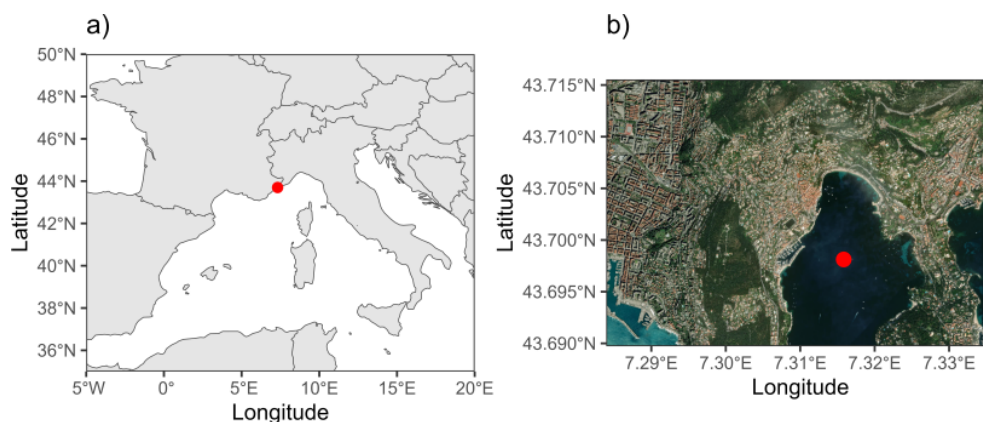 a)
50°N
48°N
46°N
44°N
42°N
40°N
38°N
36°N
Latitude
5°W 0° 5°E 10°E 15°E 20°E
Longitude
b)
43.715°N
43.710°N
43.705°N
43.700°N
43.695°N
43.690°N
Latitude
7.29°E 7.30°E 7.31°E 7.32°E 7.33°E
Longitude